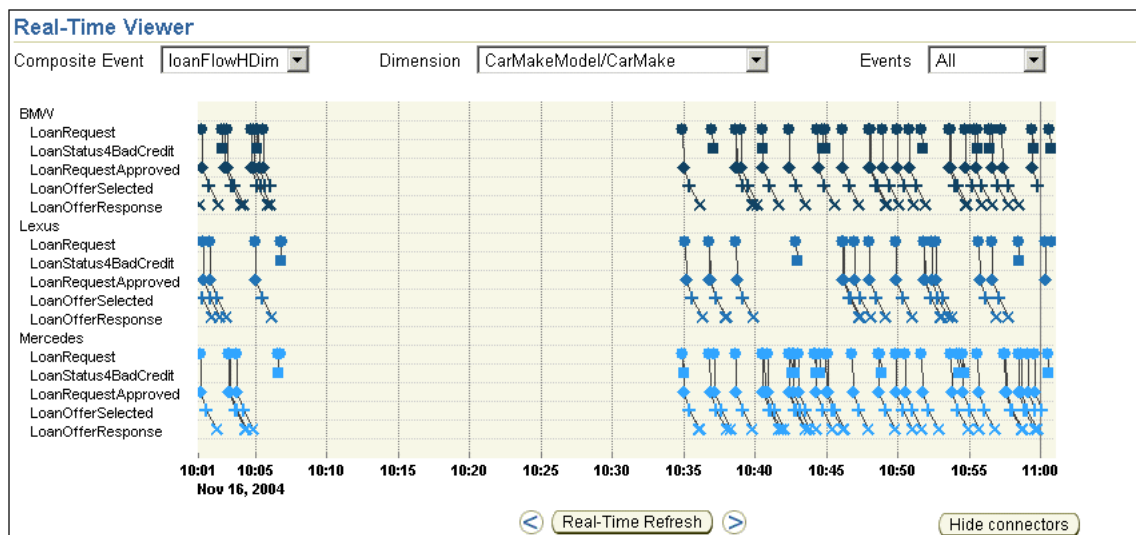 Real-Time Viewer
Composite Event loanFlowHDim Dimension CarMakeModel/CarMake Events All
BMW
LoanRequest
LoanStatus4BadCredit
LoanRequestApproved
LoanOfferSelected
LoanOfferResponse
Lexus
LoanRequest
LoanStatus4BadCredit
LoanRequestApproved
LoanOfferSelected
LoanOfferResponse
Mercedes
LoanRequest
LoanStatus4BadCredit
LoanRequestApproved
LoanOfferSelected
LoanOfferResponse
10:01 10:05 10:10 10:15 10:20 10:25 10:30 10:35 10:40 10:45 10:50 10:55 11:00
Nov 16, 2004
< Real-Time Refresh > Hide connectors